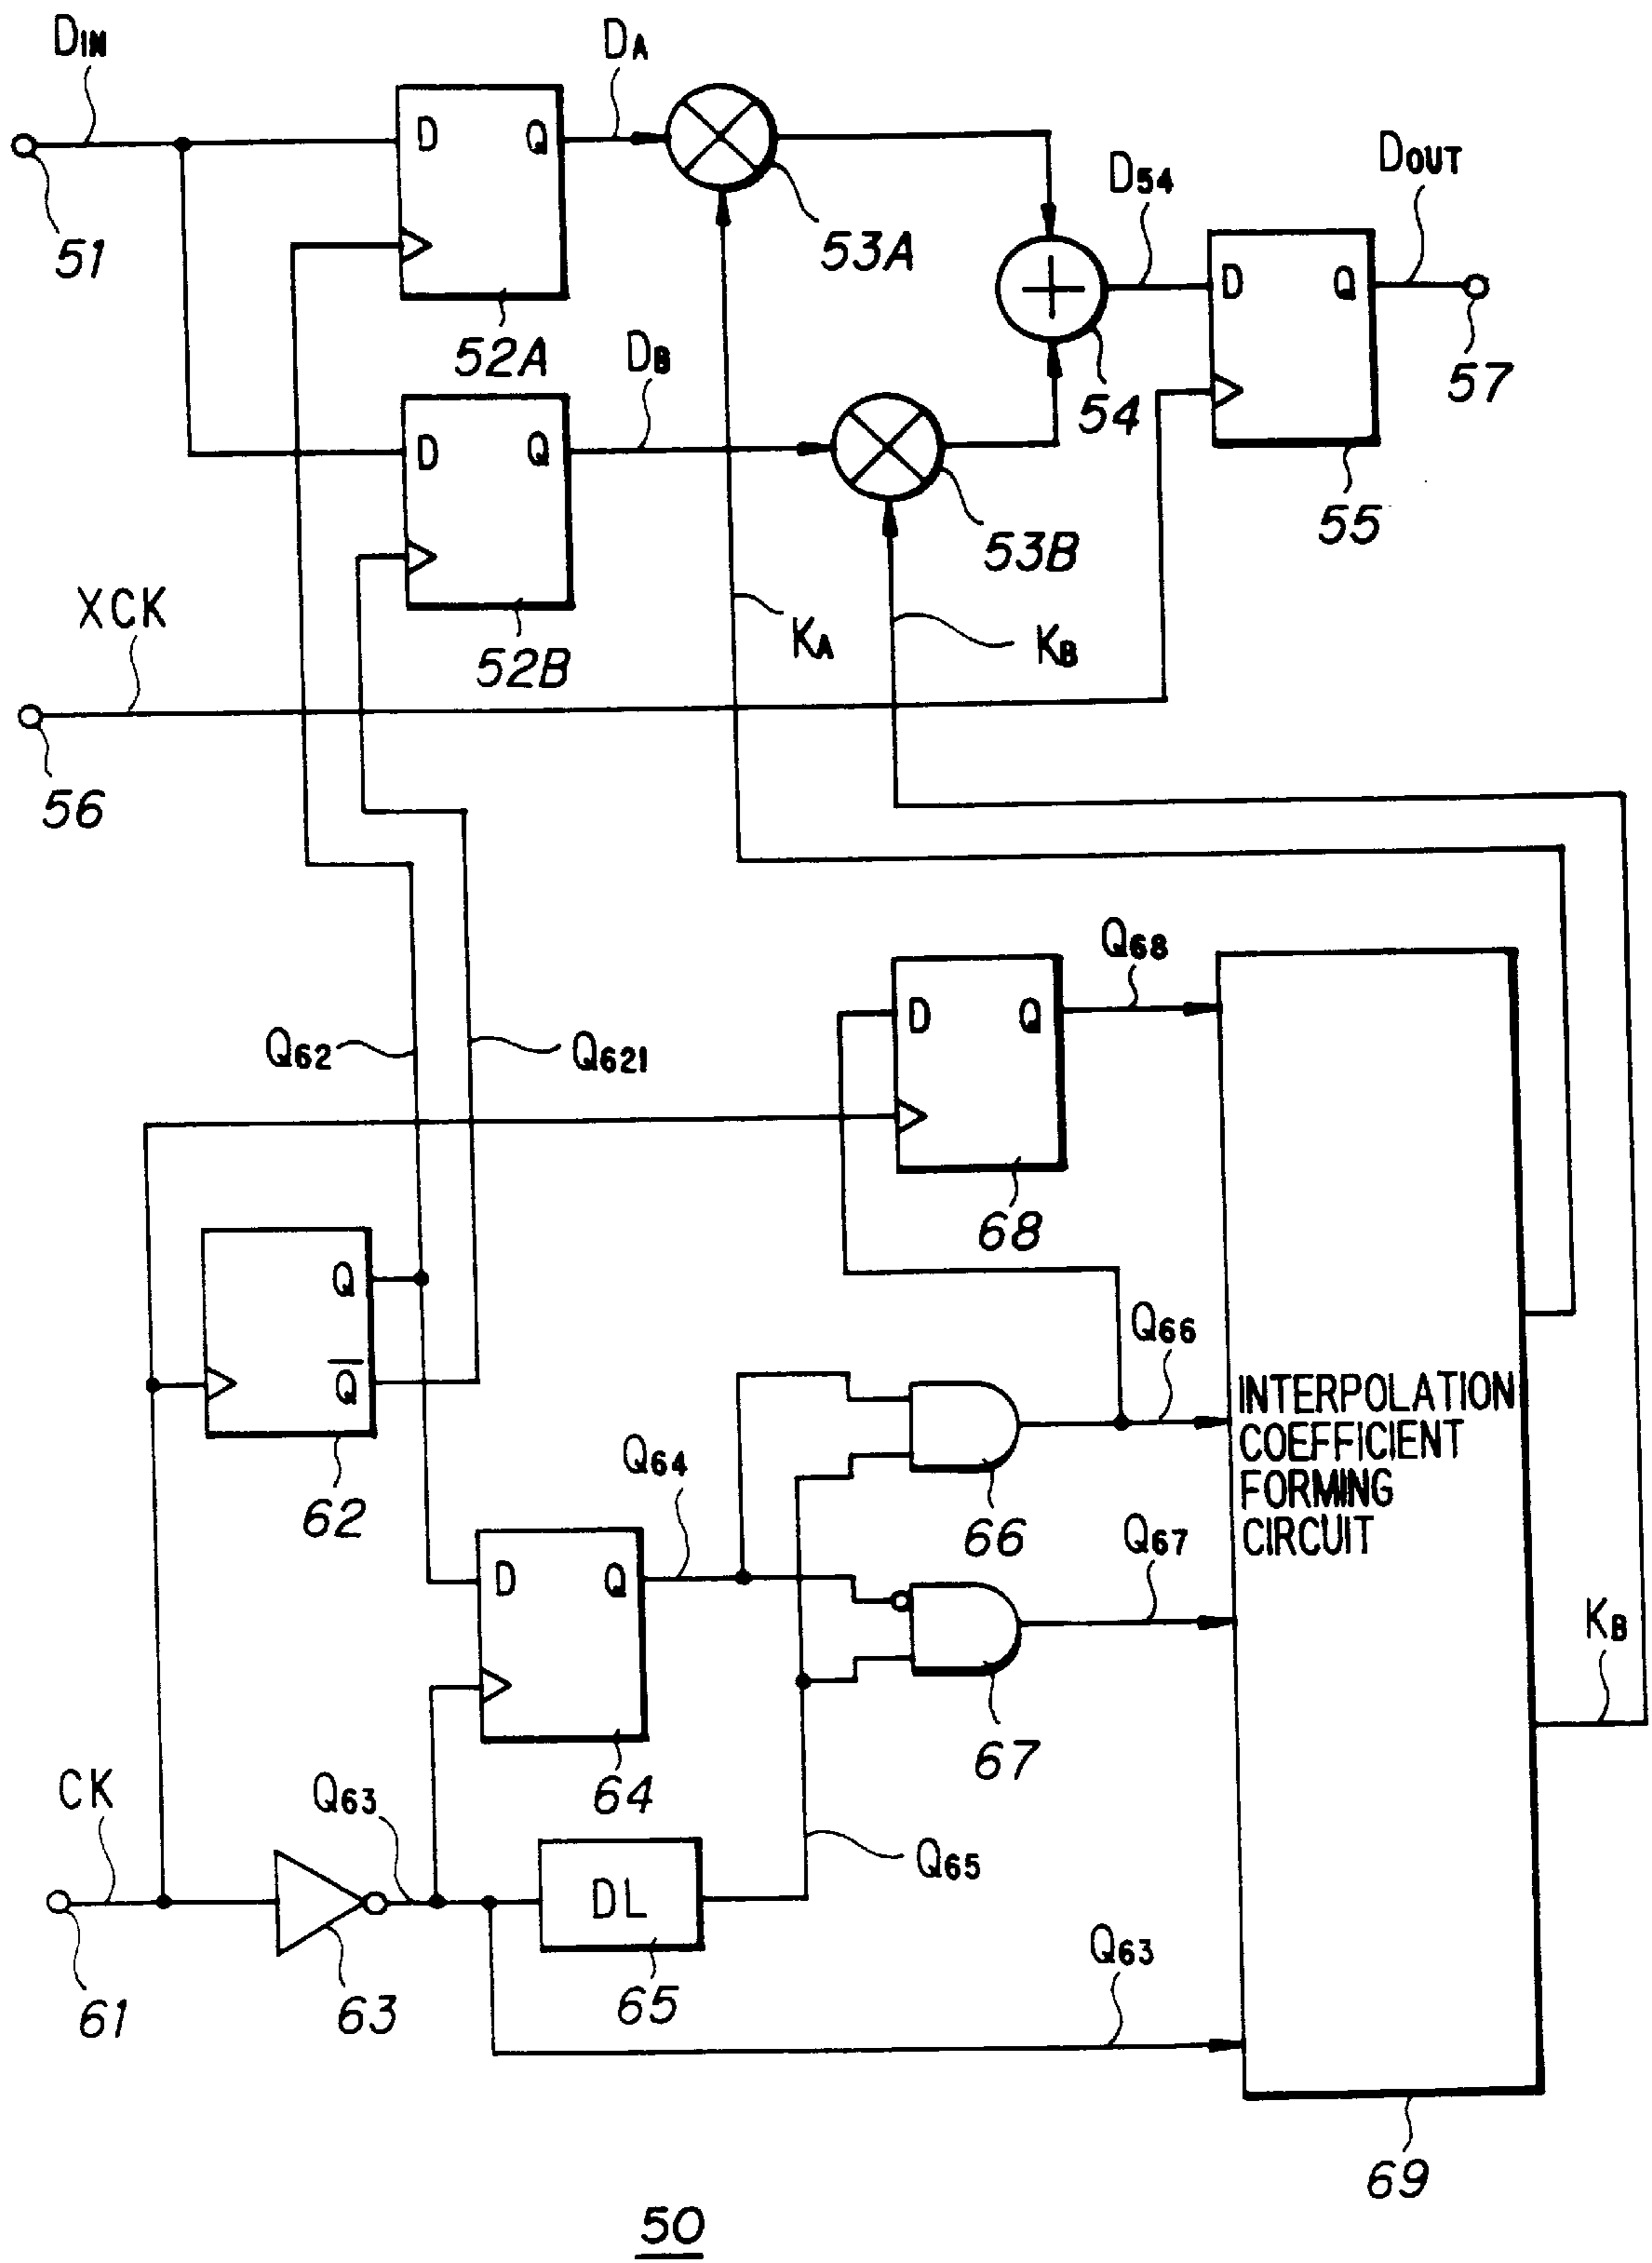 DIN
DA
D Q
51
52A
53A
D54
DOUT
D Q
54
57
55
DB
D Q
52B
53B
XCK
56
KA
KB
Q62
Q621
Q68
D Q
68
Q
Q̅
62
Q66
INTERPOLATION
COEFFICIENT
FORMING
CIRCUIT
Q64
66
D Q
64
Q67
67
KB
CK
61
Q63
63
DL
65
Q65
Q63
69
50